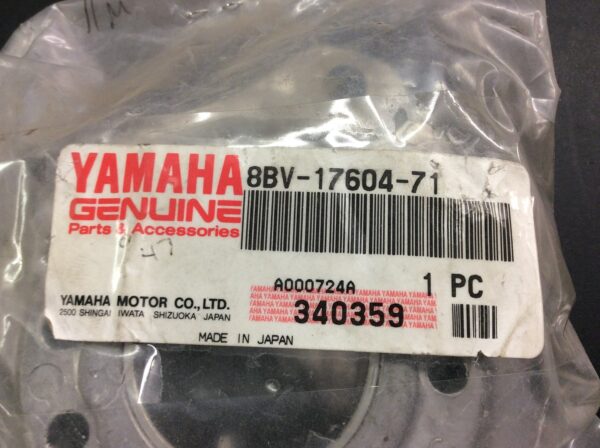 YAMAHA
GENUINE
Parts & Accessories
8BV-17604-71
A000724A
1 PC
340359
YAMAHA MOTOR CO., LTD.
2500 SHINGAI IWATA SHIZUOKA JAPAN
MADE IN JAPAN